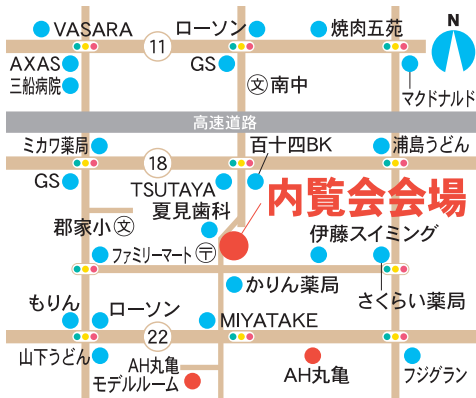 VASARA
ローソン
焼肉五苑
N
11
AXAS
GS
三船病院
文南中
マクドナルド
高速道路
ミカワ薬局
百十四BK
浦島うどん
18
GS
TSUTAYA
内覧会会場
夏見歯科
郡家小文
伊藤スイミング
ファミリーマート〒
かりん薬局
さくらい薬局
もりん
ローソン
MIYATAKE
22
山下うどん
AH丸亀
モデルルーム
AH丸亀
フジグラン